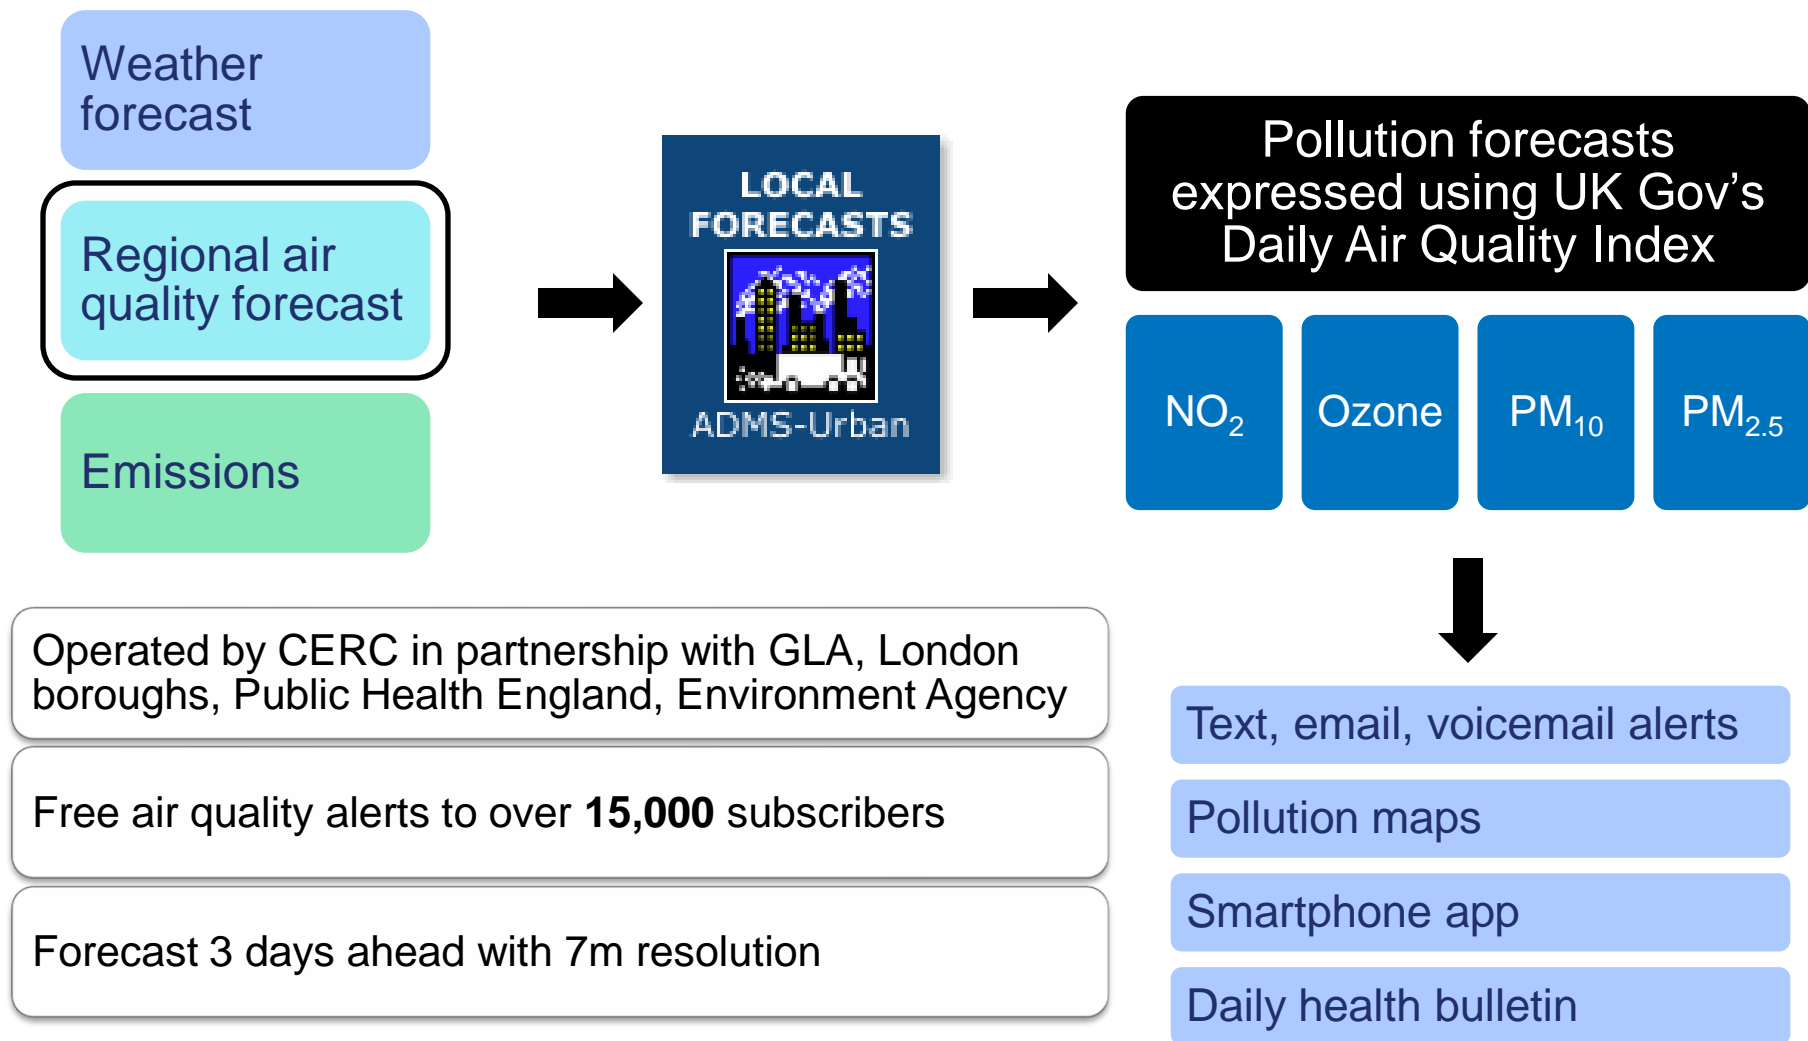 Weather
forecast
Regional air
quality forecast
Emissions
LOCAL
FORECASTS
ADMS-Urban
Pollution forecasts
expressed using UK Gov’s
Daily Air Quality Index
NO₂
Ozone
PM₁₀
PM₂.₅
Operated by CERC in partnership with GLA, London
boroughs, Public Health England, Environment Agency
Free air quality alerts to over 15,000 subscribers
Forecast 3 days ahead with 7m resolution
Text, email, voicemail alerts
Pollution maps
Smartphone app
Daily health bulletin